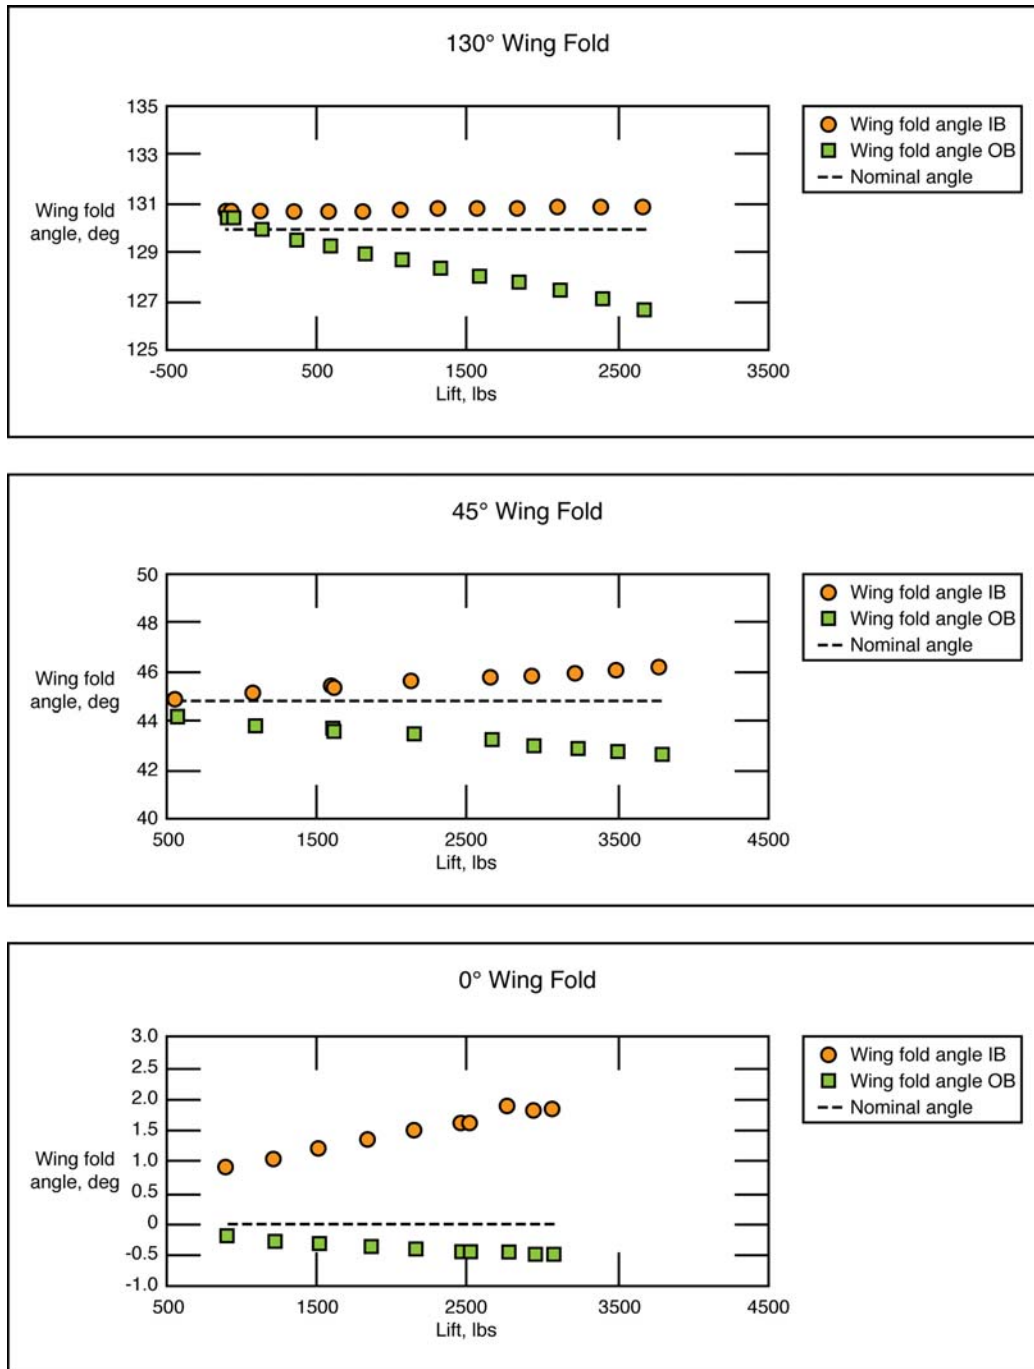 130° Wing Fold
135
133
131
129
127
125
Wing fold
angle, deg
-500
500
1500
2500
3500
Lift, lbs
Wing fold angle IB
Wing fold angle OB
Nominal angle
45° Wing Fold
50
48
46
44
42
40
Wing fold
angle, deg
500
1500
2500
3500
4500
Lift, lbs
Wing fold angle IB
Wing fold angle OB
Nominal angle
0° Wing Fold
3.0
2.5
2.0
1.5
1.0
0.5
0
-0.5
-1.0
Wing fold
angle, deg
500
1500
2500
3500
4500
Lift, lbs
Wing fold angle IB
Wing fold angle OB
Nominal angle